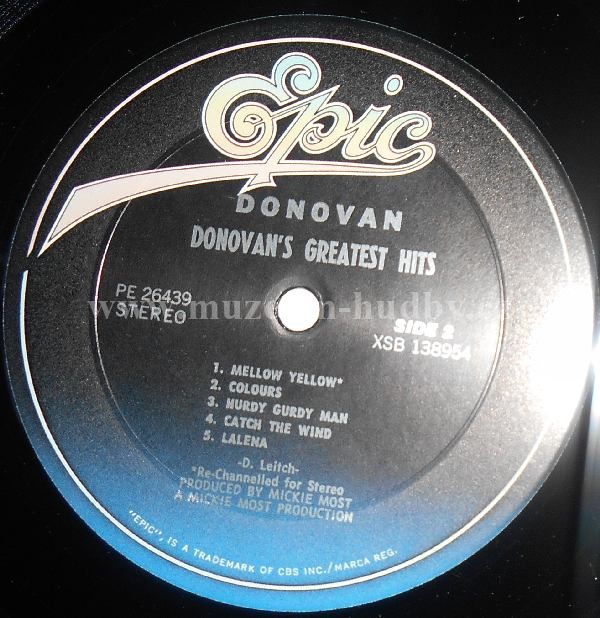 Epic
DONOVAN
DONOVAN'S GREATEST HITS
PE 26439
STEREO
SIDE 2
XSB 138954
1. MELLOW YELLOW*
2. COLOURS
3. HURDY GURDY MAN
4. CATCH THE WIND
5. LALENA
-D. Leitch-
*Re-Channelled for Stereo
PRODUCED BY MICKIE MOST
A MICKIE MOST PRODUCTION
"EPIC", IS A TRADEMARK OF CBS INC./MARCA REG.